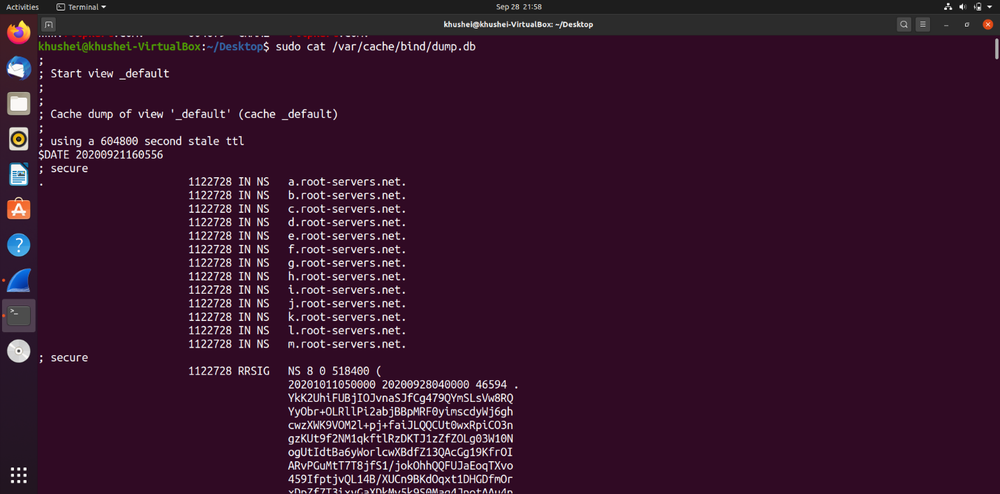 Activities
Terminal
Sep 28 21:58
khushei@khushei-VirtualBox: ~/Desktop
khushei@khushei-VirtualBox:~/Desktop$ sudo cat /var/cache/bind/dump.db
;
; Start view _default
;
;
; Cache dump of view '_default' (cache _default)
;
; using a 604800 second stale ttl
$DATE 20200921160556
; secure
. 1122728 IN NS a.root-servers.net.
1122728 IN NS b.root-servers.net.
1122728 IN NS c.root-servers.net.
1122728 IN NS d.root-servers.net.
1122728 IN NS e.root-servers.net.
1122728 IN NS f.root-servers.net.
1122728 IN NS g.root-servers.net.
1122728 IN NS h.root-servers.net.
1122728 IN NS i.root-servers.net.
1122728 IN NS j.root-servers.net.
1122728 IN NS k.root-servers.net.
1122728 IN NS l.root-servers.net.
1122728 IN NS m.root-servers.net.
; secure
1122728 RRSIG NS 8 0 518400 (
20201011050000 20200928040000 46594 .
YkK2UhiFUBjIOJvnaSJfCg479QYmSLsVw8RQ
YyObr+OLRllPi2abjBBpMRF0yimscdyWj6gh
cwzXWK9VOM2l+pj+faiJLQQCUt0wxRpiCO3n
gzKUt9f2NM1qkftlRzDKTJ1zZfZOLg03W10N
ogUtIdtBa6yWorlcwXBdfZ13QAcGg19KfrOI
ARvPGuMtT7T8jfS1/jokOhhQQFUJaEoqTXvo
459IfptjvQL14B/XUCn9BKdOqxt1DHGDfmOr